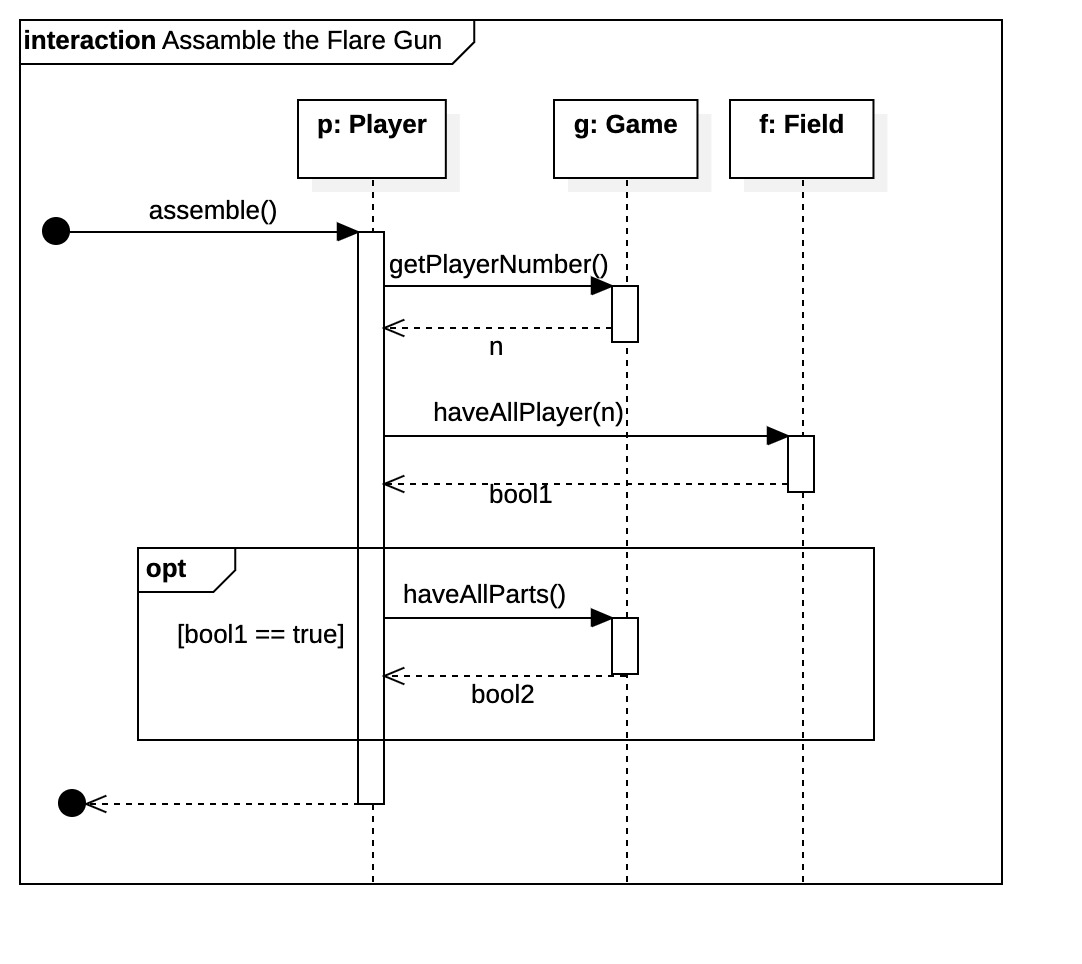 interaction Assamble the Flare Gun
p: Player
g: Game
f: Field
assemble()
getPlayerNumber()
n
haveAllPlayer(n)
bool1
opt
haveAllParts()
[bool1 == true]
bool2